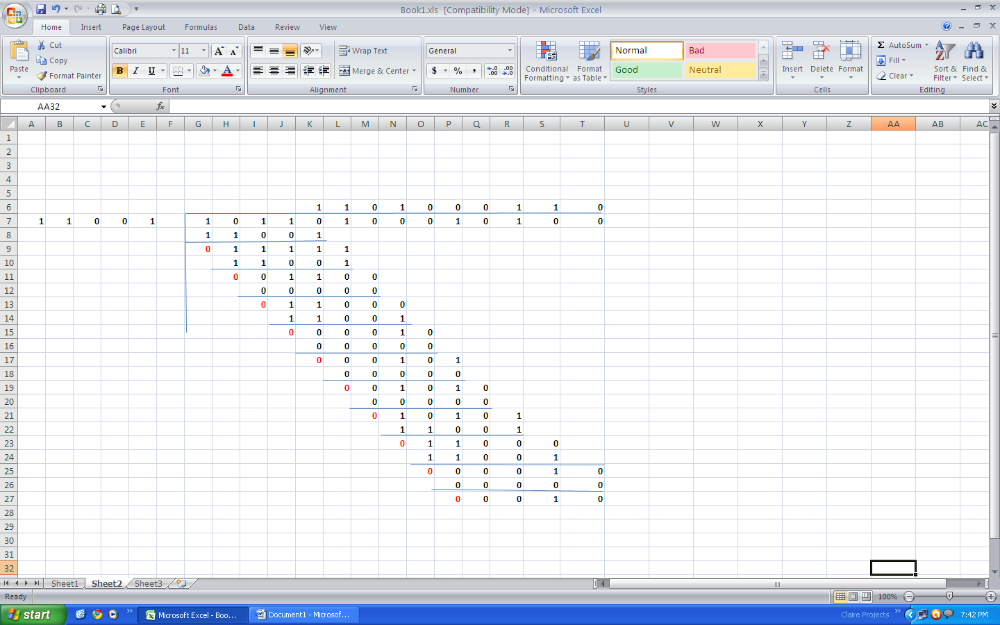 Book1.xls [Compatibility Mode] - Microsoft Excel
Home Insert Page Layout Formulas Data Review View
Paste Cut Copy Format Painter Clipboard
Calibri 11 A A B I U A Font
Wrap Text Merge & Center Alignment
General $ % , .00 .00 Number
Conditional Formatting Format as Table Normal Bad Good Neutral Styles
Insert Delete Format Cells
Σ AutoSum Fill Clear Sort & Filter Find & Select Editing
AA32 fx
A B C D E F G H I J K L M N O P Q R S T U V W X Y Z AA AB AC
1
2
3
4
5
6 1 1 0 1 0 0 0 1 1 0
7 1 1 0 0 1 1 0 1 1 0 1 0 0 0 1 0 1 0 0
8 1 1 0 0 1
9 0 1 1 1 1 1
10 1 1 0 0 1
11 0 0 1 1 0 0
12 0 0 0 0 0
13 0 1 1 0 0 0
14 1 1 0 0 1
15 0 0 0 0 1 0
16 0 0 0 0 0
17 0 0 0 1 0 1
18 0 0 0 0 0
19 0 0 1 0 1 0
20 0 0 0 0 0
21 0 1 0 1 0 1
22 1 1 0 0 1
23 0 1 1 0 0 0
24 1 1 0 0 1
25 0 0 0 0 1 0
26 0 0 0 0 0
27 0 0 0 1 0
28
29
30
31
32
Sheet1 Sheet2 Sheet3
Ready 100%
start Microsoft Excel - Boo... Document1 - Microsof... Claire Projects 7:42 PM